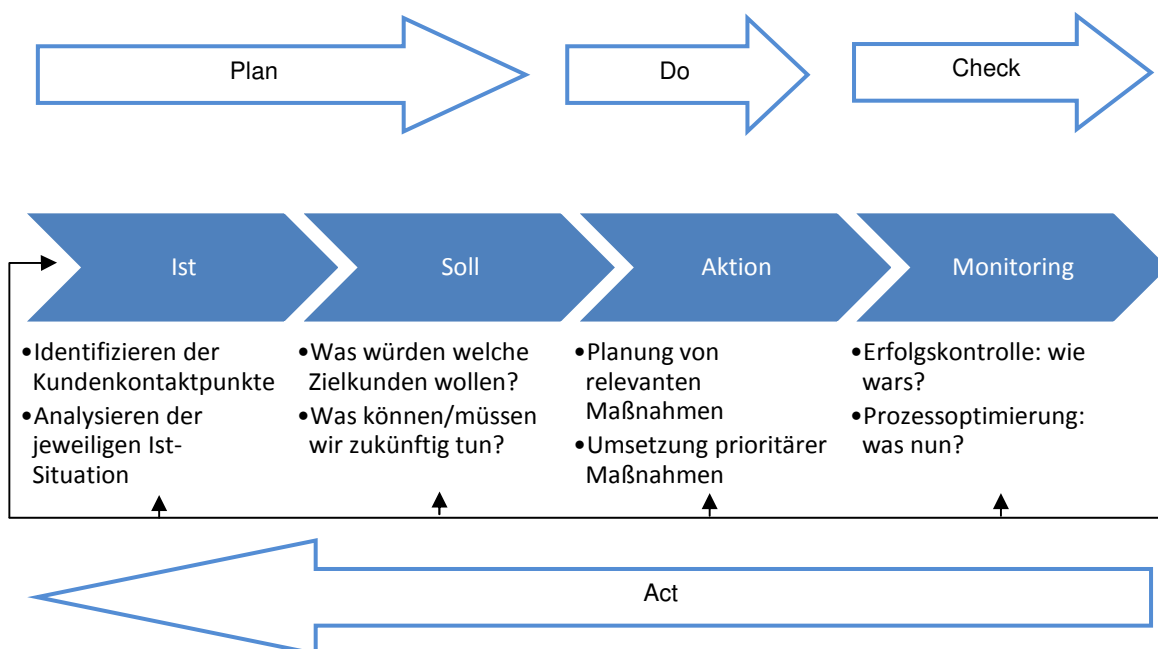 Plan
Do
Check
Ist
Soll
Aktion
Monitoring
•Identifizieren der
Kundenkontaktpunkte
•Analysieren der
jeweiligen Ist-
Situation
•Was würden welche
Zielkunden wollen?
•Was können/müssen
wir zukünftig tun?
•Planung von
relevanten
Maßnahmen
•Umsetzung prioritärer
Maßnahmen
•Erfolgskontrolle: wie
wars?
•Prozessoptimierung:
was nun?
Act